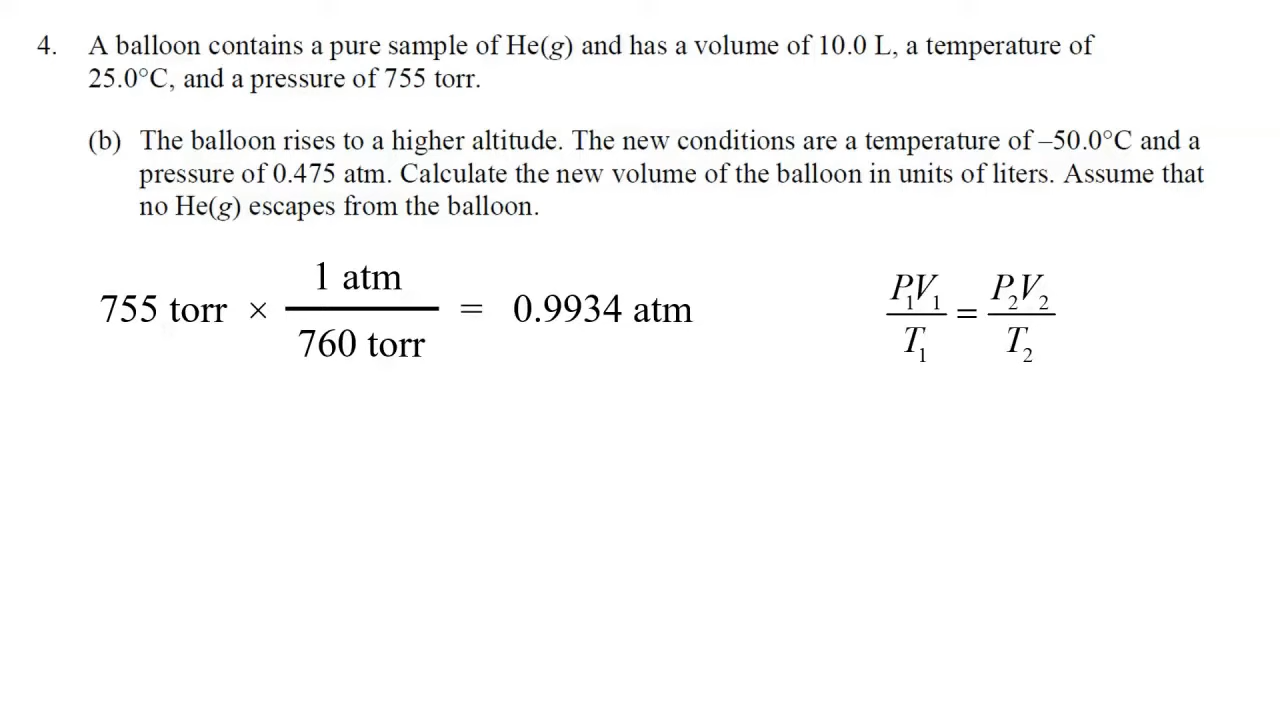 4. A balloon contains a pure sample of He(g) and has a volume of 10.0 L, a temperature of
25.0°C, and a pressure of 755 torr.
(b) The balloon rises to a higher altitude. The new conditions are a temperature of –50.0°C and a
pressure of 0.475 atm. Calculate the new volume of the balloon in units of liters. Assume that
no He(g) escapes from the balloon.
755 torr × 1 atm / 760 torr = 0.9934 atm
P₁V₁ / T₁ = P₂V₂ / T₂